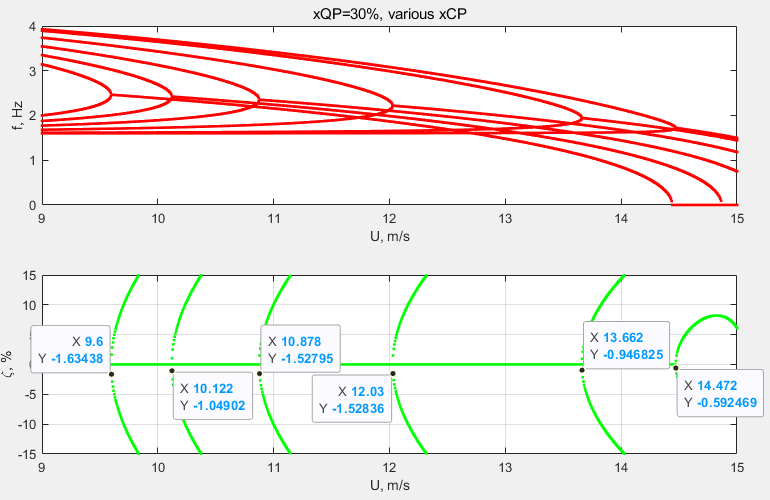 xQP=30%, various xCP
4
3
2
1
0
f, Hz
9 10 11 12 13 14 15
U, m/s
15
10
-5
-10
-15
ζ, %
X 9.6
Y -1.63438
X 10.122
Y -1.04902
X 10.878
Y -1.52795
X 12.03
Y -1.52836
X 13.662
Y -0.946825
X 14.472
Y -0.592469
9 10 11 12 13 14 15
U, m/s